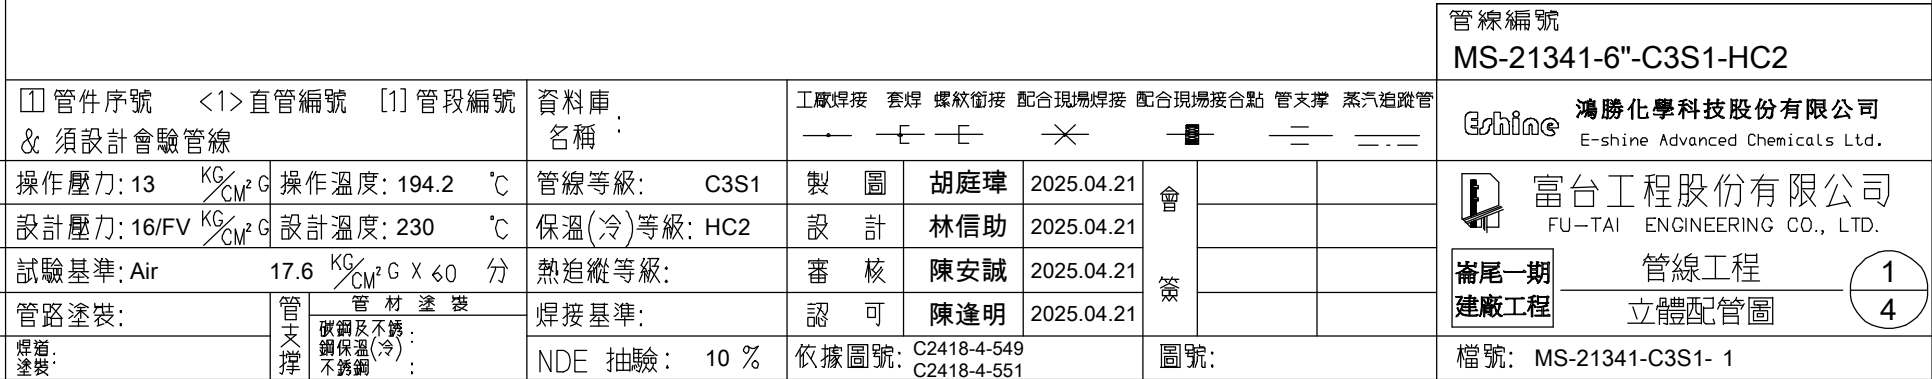 管線編號
MS-21341-6"-C3S1-HC2
1 管件序號 <1>直管編號 [1] 管段編號
& 須設計會驗管線
資料庫
名稱 :
工廠焊接 套焊 螺紋銜接 配合現場焊接 配合現場接合點 管支撐 蒸汽追蹤管
Eshine 鴻勝化學科技股份有限公司
E-shine Advanced Chemicals Ltd.
操作壓力: 13 KG/CM² G 操作溫度: 194.2 °C 管線等級: C3S1 製 圖 胡庭瑋 2025.04.21
設計壓力: 16/FV KG/CM² G 設計溫度: 230 °C 保溫(冷)等級: HC2 設 計 林信助 2025.04.21
試驗基準: Air 17.6 KG/CM² G X <60 分 熱追縱等級: 審 核 陳安誠 2025.04.21
管路塗裝: 管支撐 管 材 塗 裝 焊接基準: 認 可 陳逢明 2025.04.21
會 簽
富台工程股份有限公司
FU-TAI ENGINEERING CO., LTD.
崙尾一期
建廠工程
管線工程
立體配管圖
1
4
焊道
塗裝:
碳鋼及不銹
鋼保溫(冷) :
不銹鋼 :
NDE 抽驗: 10 %
依據圖號: C2418-4-549
C2418-4-551
圖號:
檔號: MS-21341-C3S1- 1